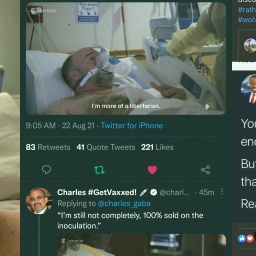 I'm more of a libertarian.
9:05 AM · 22 Aug 21 · Twitter for iPhone
83 Retweets 41 Quote Tweets 221 Likes
Charles #GetVaxxed! @charl... · 45m
Replying to @charles_gaba
"I'm still not completely, 100% sold on the
inoculation."
#rath
#wolv
You
end
But
tha
Rea